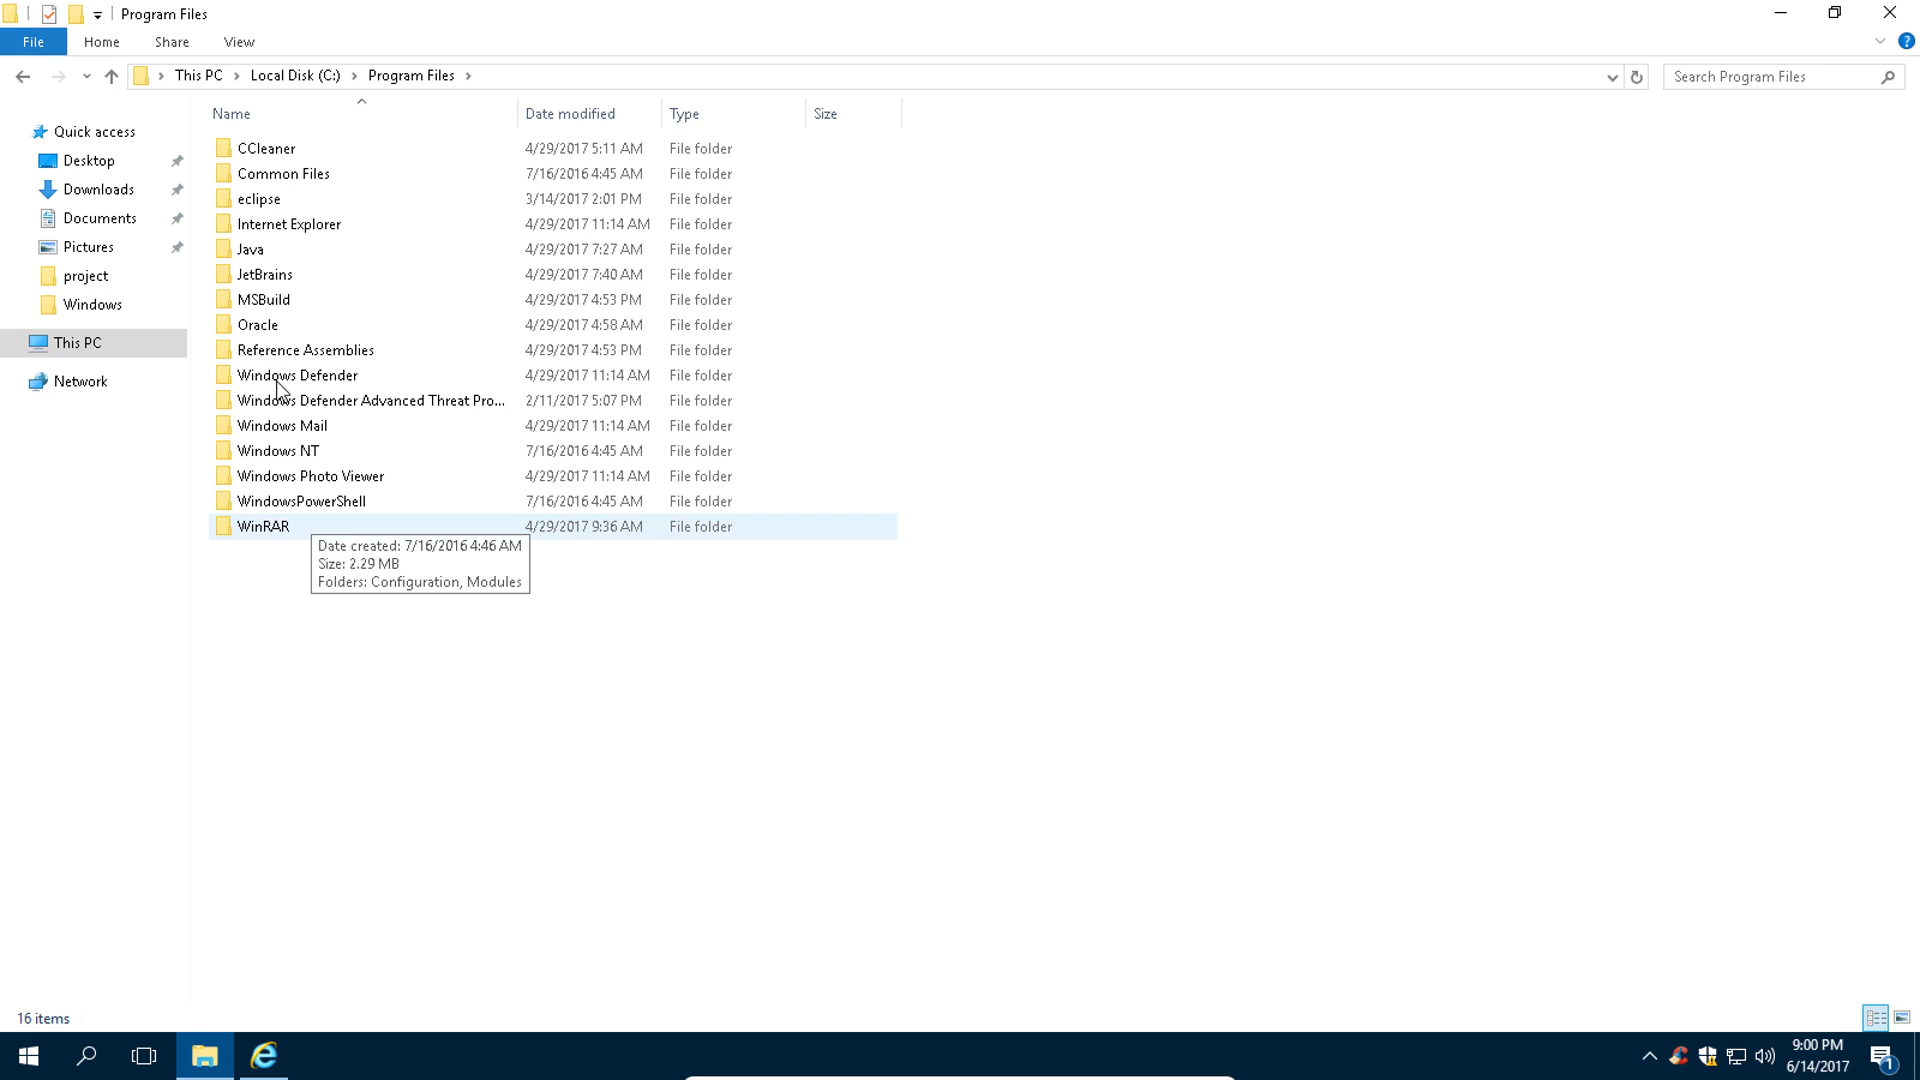 Program Files
File Home Share View
This PC Local Disk (C:) Program Files
Search Program Files
Name Date modified Type Size
Quick access
Desktop
Downloads
Documents
Pictures
project
Windows
This PC
Network
CCleaner 4/29/2017 5:11 AM File folder
Common Files 7/16/2016 4:45 AM File folder
eclipse 3/14/2017 2:01 PM File folder
Internet Explorer 4/29/2017 11:14 AM File folder
Java 4/29/2017 7:27 AM File folder
JetBrains 4/29/2017 7:40 AM File folder
MSBuild 4/29/2017 4:53 PM File folder
Oracle 4/29/2017 4:58 AM File folder
Reference Assemblies 4/29/2017 4:53 PM File folder
Windows Defender 4/29/2017 11:14 AM File folder
Windows Defender Advanced Threat Pro... 2/11/2017 5:07 PM File folder
Windows Mail 4/29/2017 11:14 AM File folder
Windows NT 7/16/2016 4:45 AM File folder
Windows Photo Viewer 4/29/2017 11:14 AM File folder
WindowsPowerShell 7/16/2016 4:45 AM File folder
WinRAR 4/29/2017 9:36 AM File folder
Date created: 7/16/2016 4:46 AM
Size: 2.29 MB
Folders: Configuration, Modules
16 items
9:00 PM
6/14/2017
1